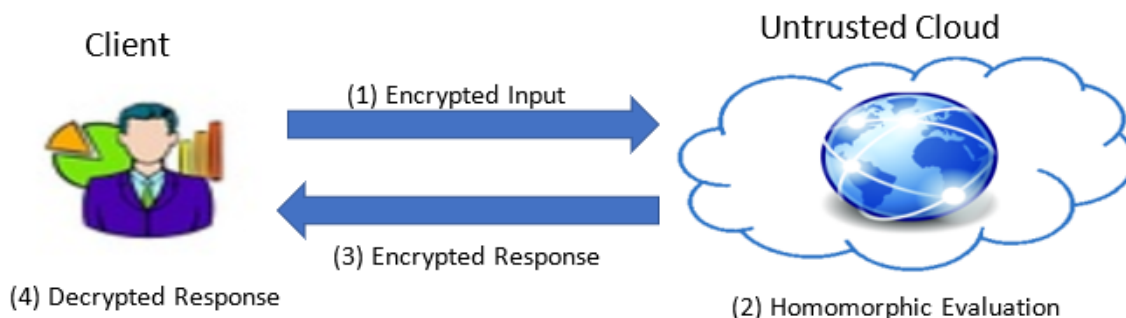 Client
Untrusted Cloud
(1) Encrypted Input
(3) Encrypted Response
(4) Decrypted Response
(2) Homomorphic Evaluation